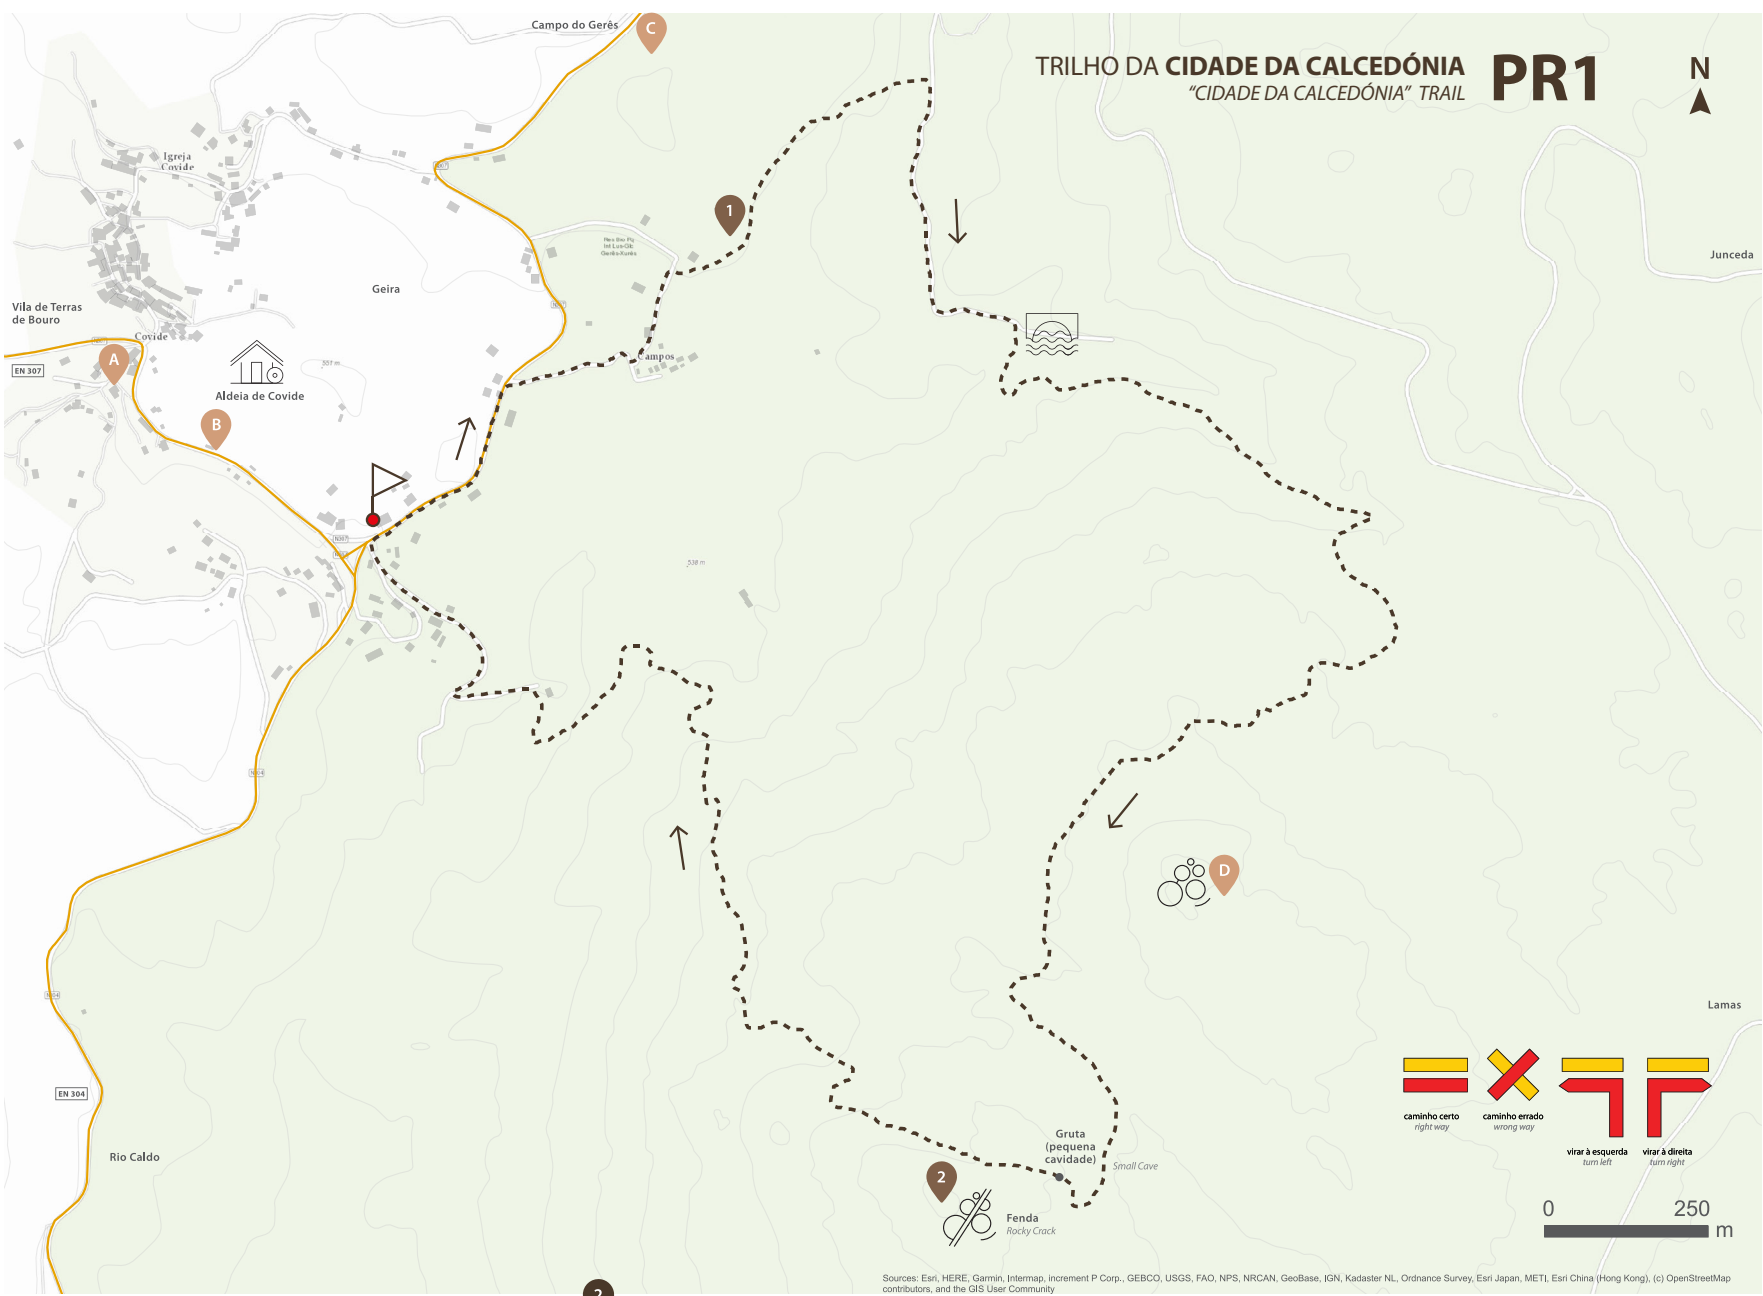 Campo do Gerês
C
TRILHO DA CIDADE DA CALCEDÓNIA
"CIDADE DA CALCEDÓNIA" TRAIL
PR1
N
Igreja
Covide
1
Junceda
Geira
Vila de Terras
de Bouro
Covide
A
EN 307
557 m
Campos
Aldeia de Covide
B
N307
538 m
D
N304
Lamas
EN 304
caminho certo
right way
caminho errado
wrong way
virar à esquerda
turn left
virar à direita
turn right
Rio Caldo
Gruta
(pequena
cavidade)
Small Cave
2
Fenda
Rocky Crack
0
250
m
Sources: Esri, HERE, Garmin, Intermap, increment P Corp., GEBCO, USGS, FAO, NPS, NRCAN, GeoBase, IGN, Kadaster NL, Ordnance Survey, Esri Japan, METI, Esri China (Hong Kong), (c) OpenStreetMap
contributors, and the GIS User Community